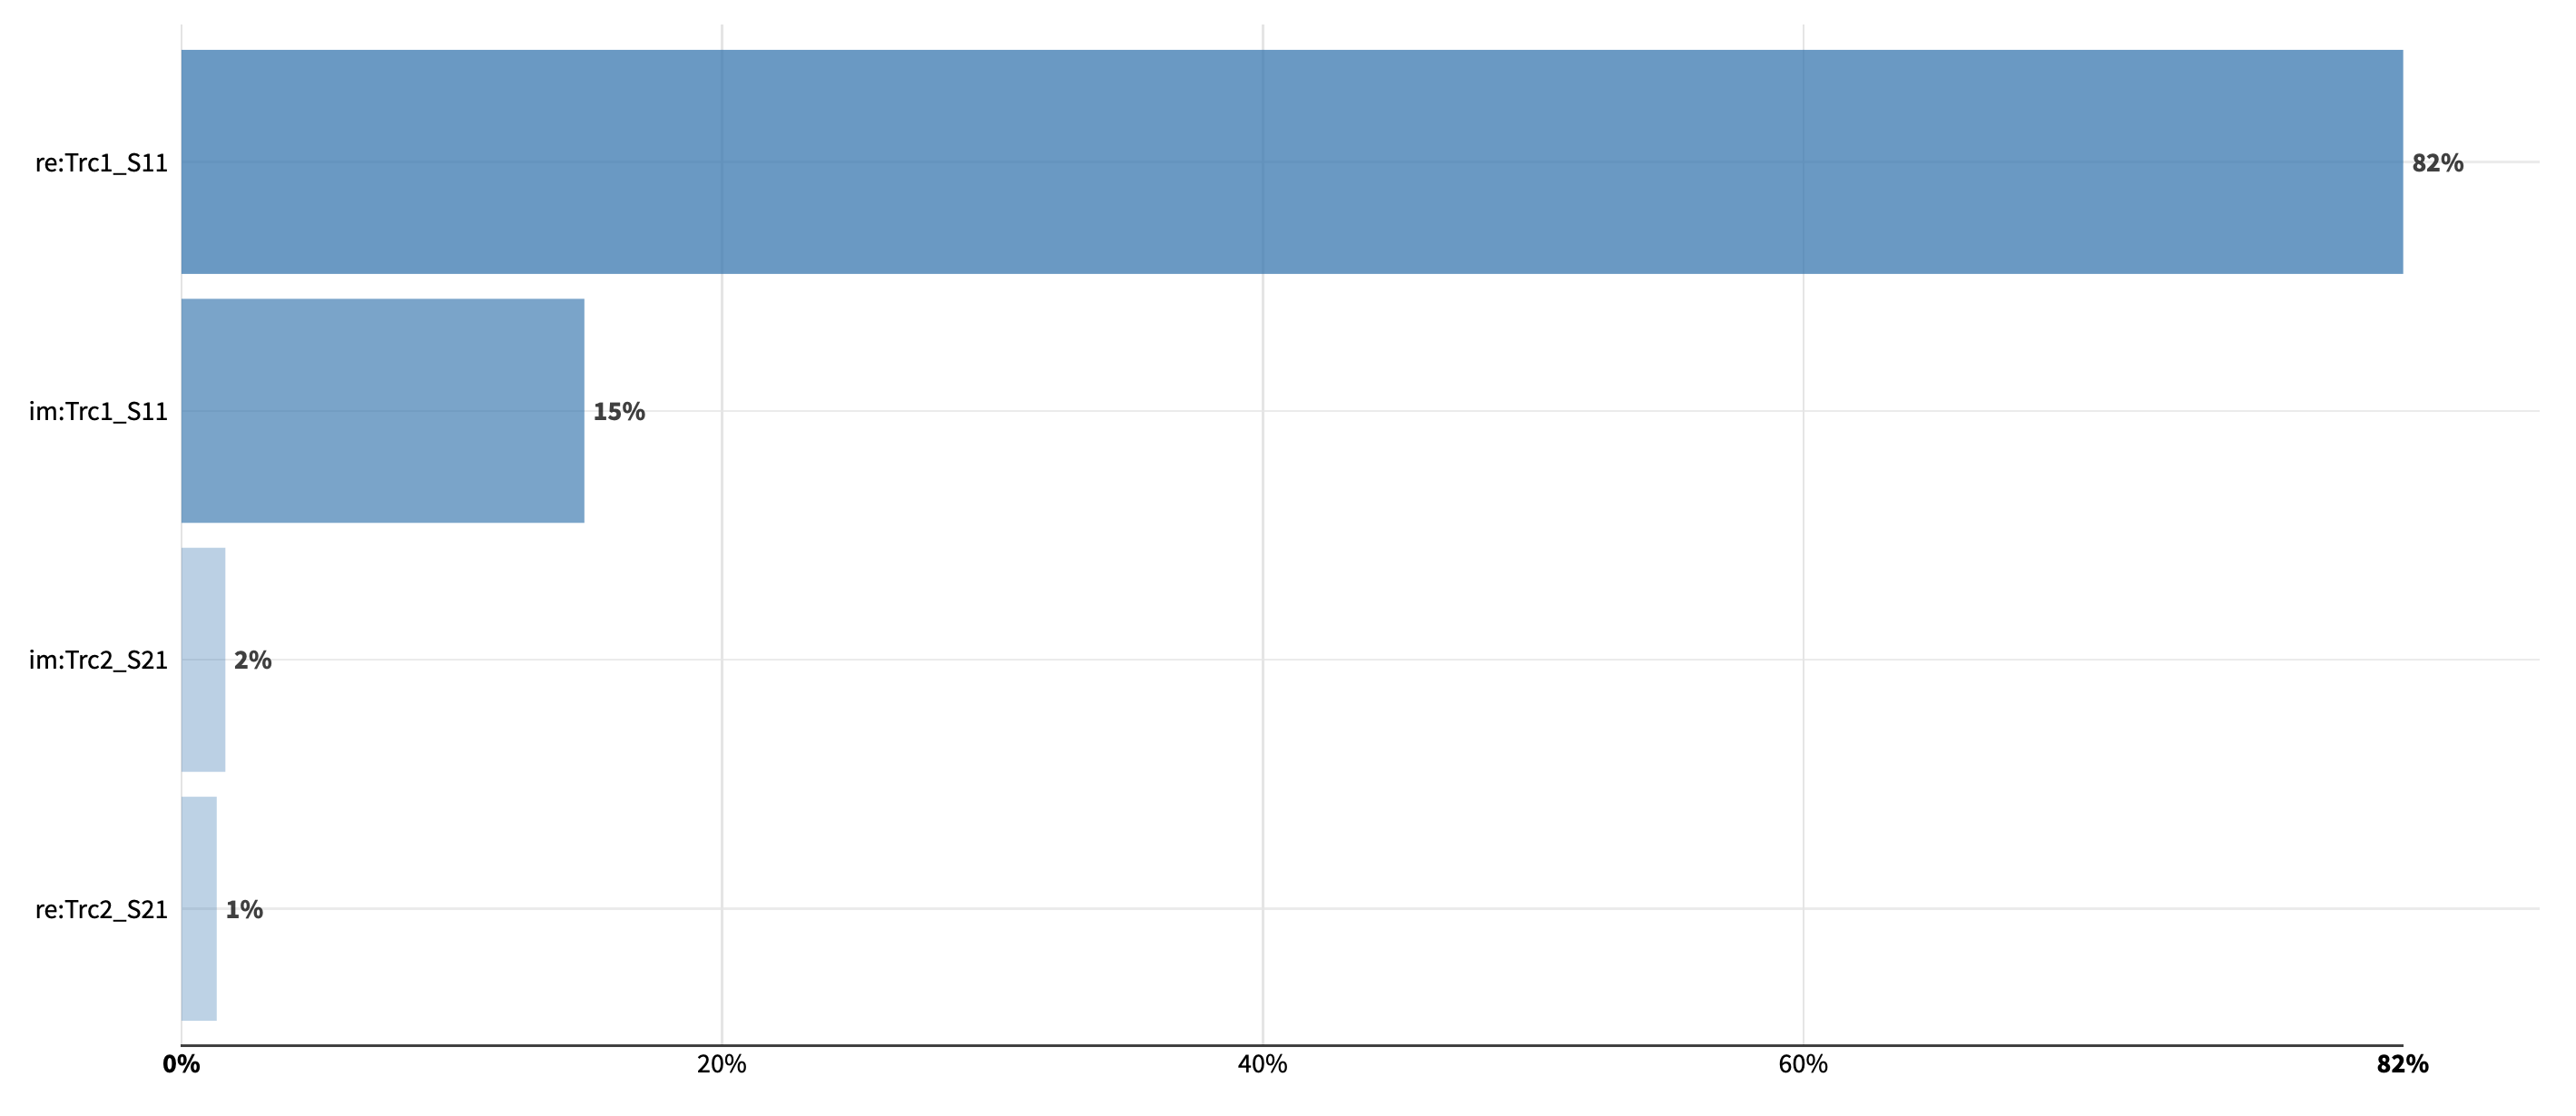 re:Trc1_S11
82%
im:Trc1_S11
15%
im:Trc2_S21
2%
re:Trc2_S21
1%
0%
20%
40%
60%
82%